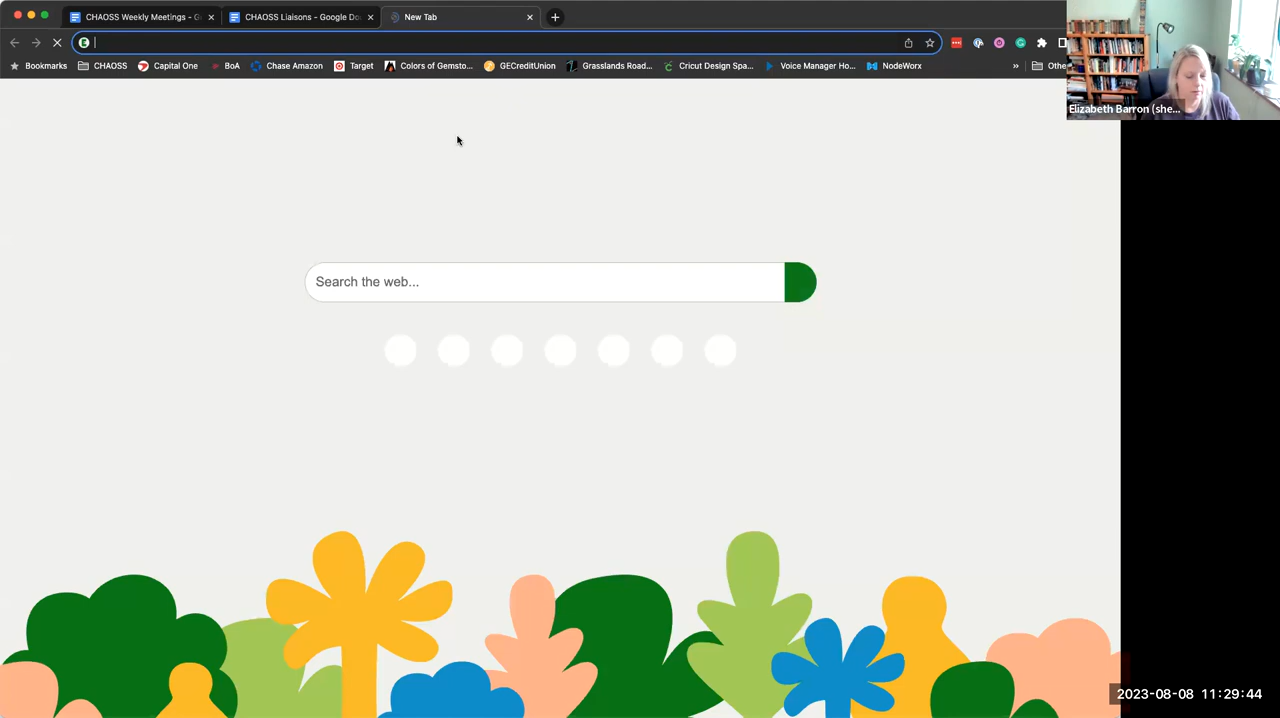 CHAOSS Weekly Meetings - G
CHAOSS Liaisons - Google Do
New Tab
Bookmarks
CHAOSS
Capital One
BoA
Chase Amazon
Target
Colors of Gemsto...
GECreditUnion
Grasslands Road...
Cricut Design Spa...
Voice Manager Ho...
NodeWorx
»
Othe
Elizabeth Barron (she...
Search the web...
2023-08-08 11:29:44